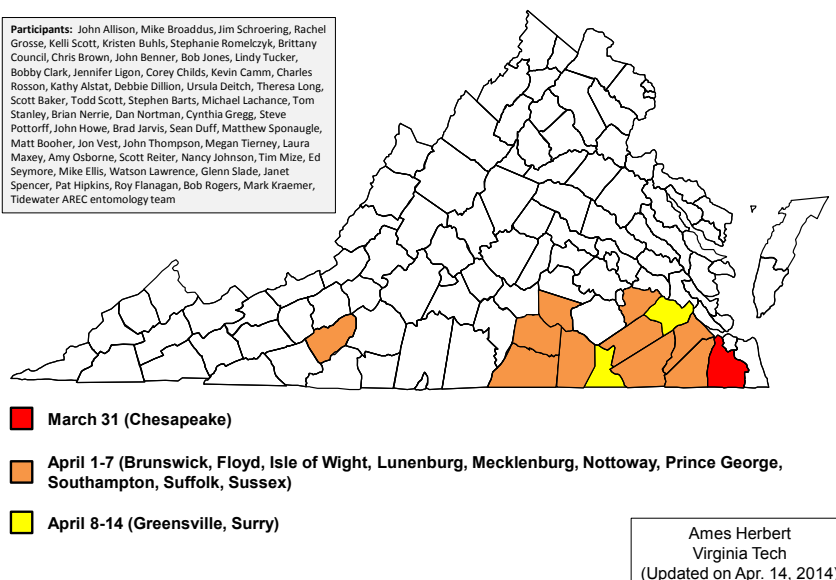 Participants: John Allison, Mike Broaddus, Jim Schroering, Rachel
Grosse, Kelli Scott, Kristen Buhls, Stephanie Romelczyk, Brittany
Council, Chris Brown, John Benner, Bob Jones, Lindy Tucker,
Bobby Clark, Jennifer Ligon, Corey Childs, Kevin Camm, Charles
Rosson, Kathy Alstat, Debbie Dillion, Ursula Deitch, Theresa Long,
Scott Baker, Todd Scott, Stephen Barts, Michael Lachance, Tom
Stanley, Brian Nerrie, Dan Nortman, Cynthia Gregg, Steve
Pottorff, John Howe, Brad Jarvis, Sean Duff, Matthew Sponaugle,
Matt Booher, Jon Vest, John Thompson, Megan Tierney, Laura
Maxey, Amy Osborne, Scott Reiter, Nancy Johnson, Tim Mize, Ed
Seymore, Mike Ellis, Watson Lawrence, Glenn Slade, Janet
Spencer, Pat Hipkins, Roy Flanagan, Bob Rogers, Mark Kraemer,
Tidewater AREC entomology team
March 31 (Chesapeake)
April 1-7 (Brunswick, Floyd, Isle of Wight, Lunenburg, Mecklenburg, Nottoway, Prince George,
Southampton, Suffolk, Sussex)
April 8-14 (Greensville, Surry)
Ames Herbert
Virginia Tech
(Updated on Apr. 14, 2014)